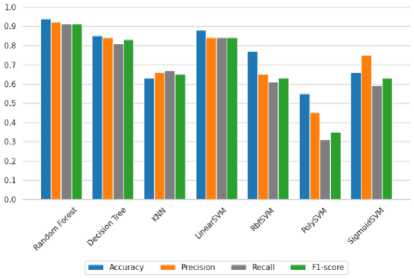 1.0
0.9
0.8
0.7
0.6
0.5
0.4
0.3
0.2
0.1
0.0
Random Forest
Decision Tree
KNN
LinearSVM
RbfSVM
PolySVM
SigmoidSVM
Accuracy Precision Recall F1-score